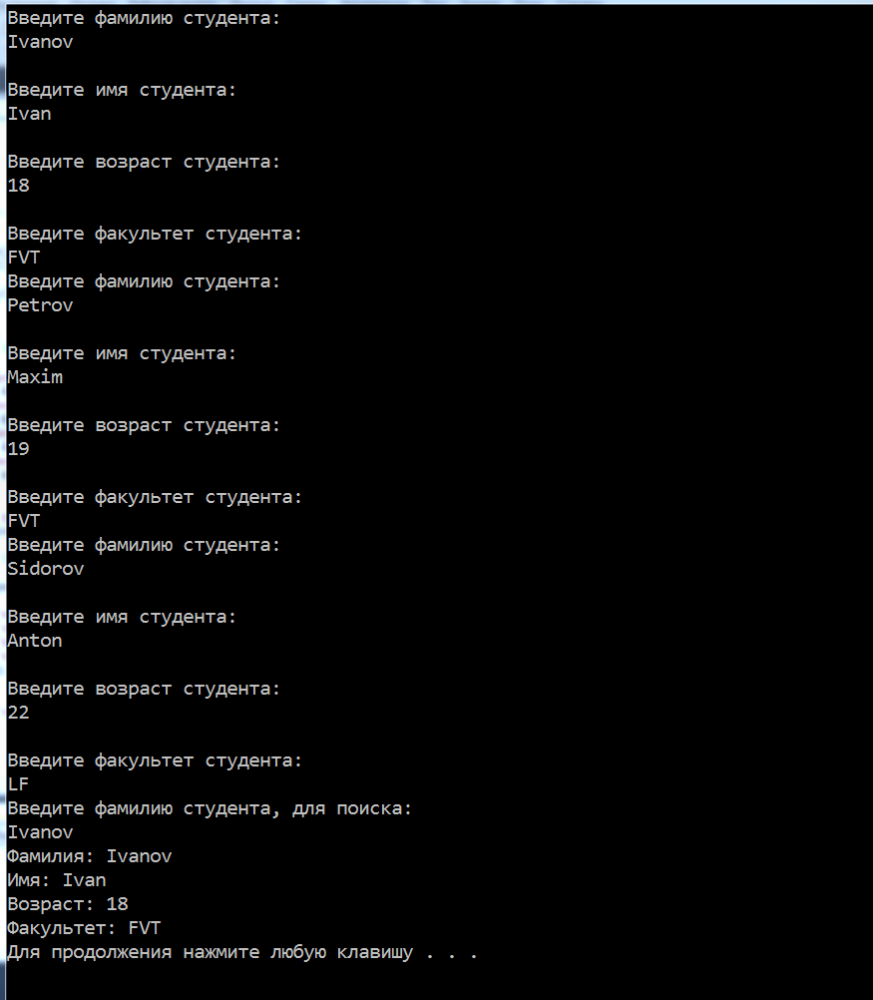 Введите фамилию студента:
Ivanov
Введите имя студента:
Ivan
Введите возраст студента:
18
Введите факультет студента:
FVT
Введите фамилию студента:
Petrov
Введите имя студента:
Maxim
Введите возраст студента:
19
Введите факультет студента:
FVT
Введите фамилию студента:
Sidorov
Введите имя студента:
Anton
Введите возраст студента:
22
Введите факультет студента:
LF
Введите фамилию студента, для поиска:
Ivanov
Фамилия: Ivanov
Имя: Ivan
Возраст: 18
Факультет: FVT
Для продолжения нажмите любую клавишу . . .